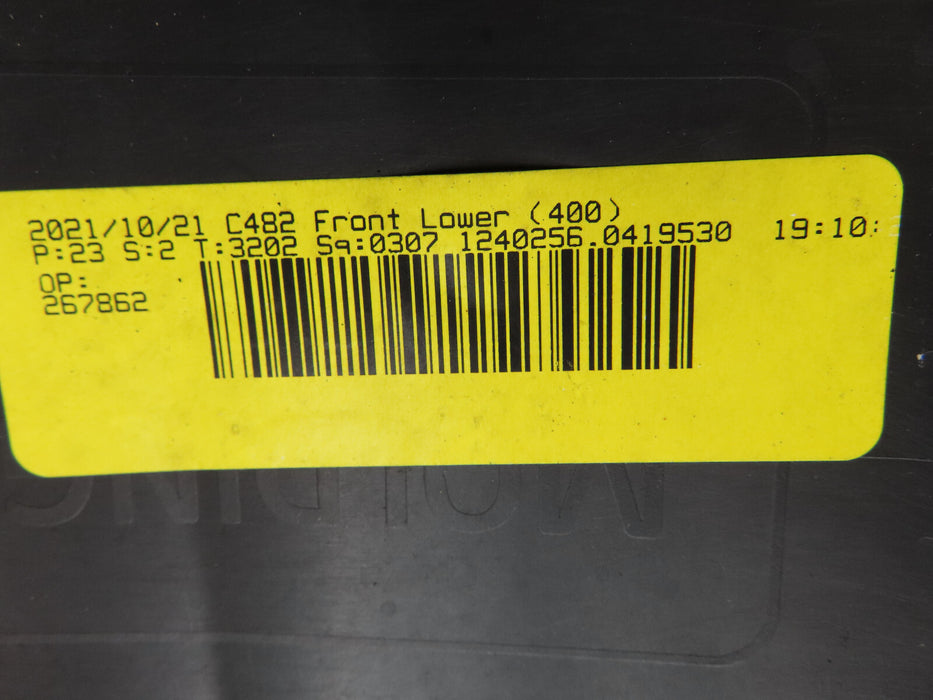 2021/10/21 C482 Front Lower (400) 19:10:
P:23 S:2 T:3202 Sq:0307 1240256.0419530
OP:
267862